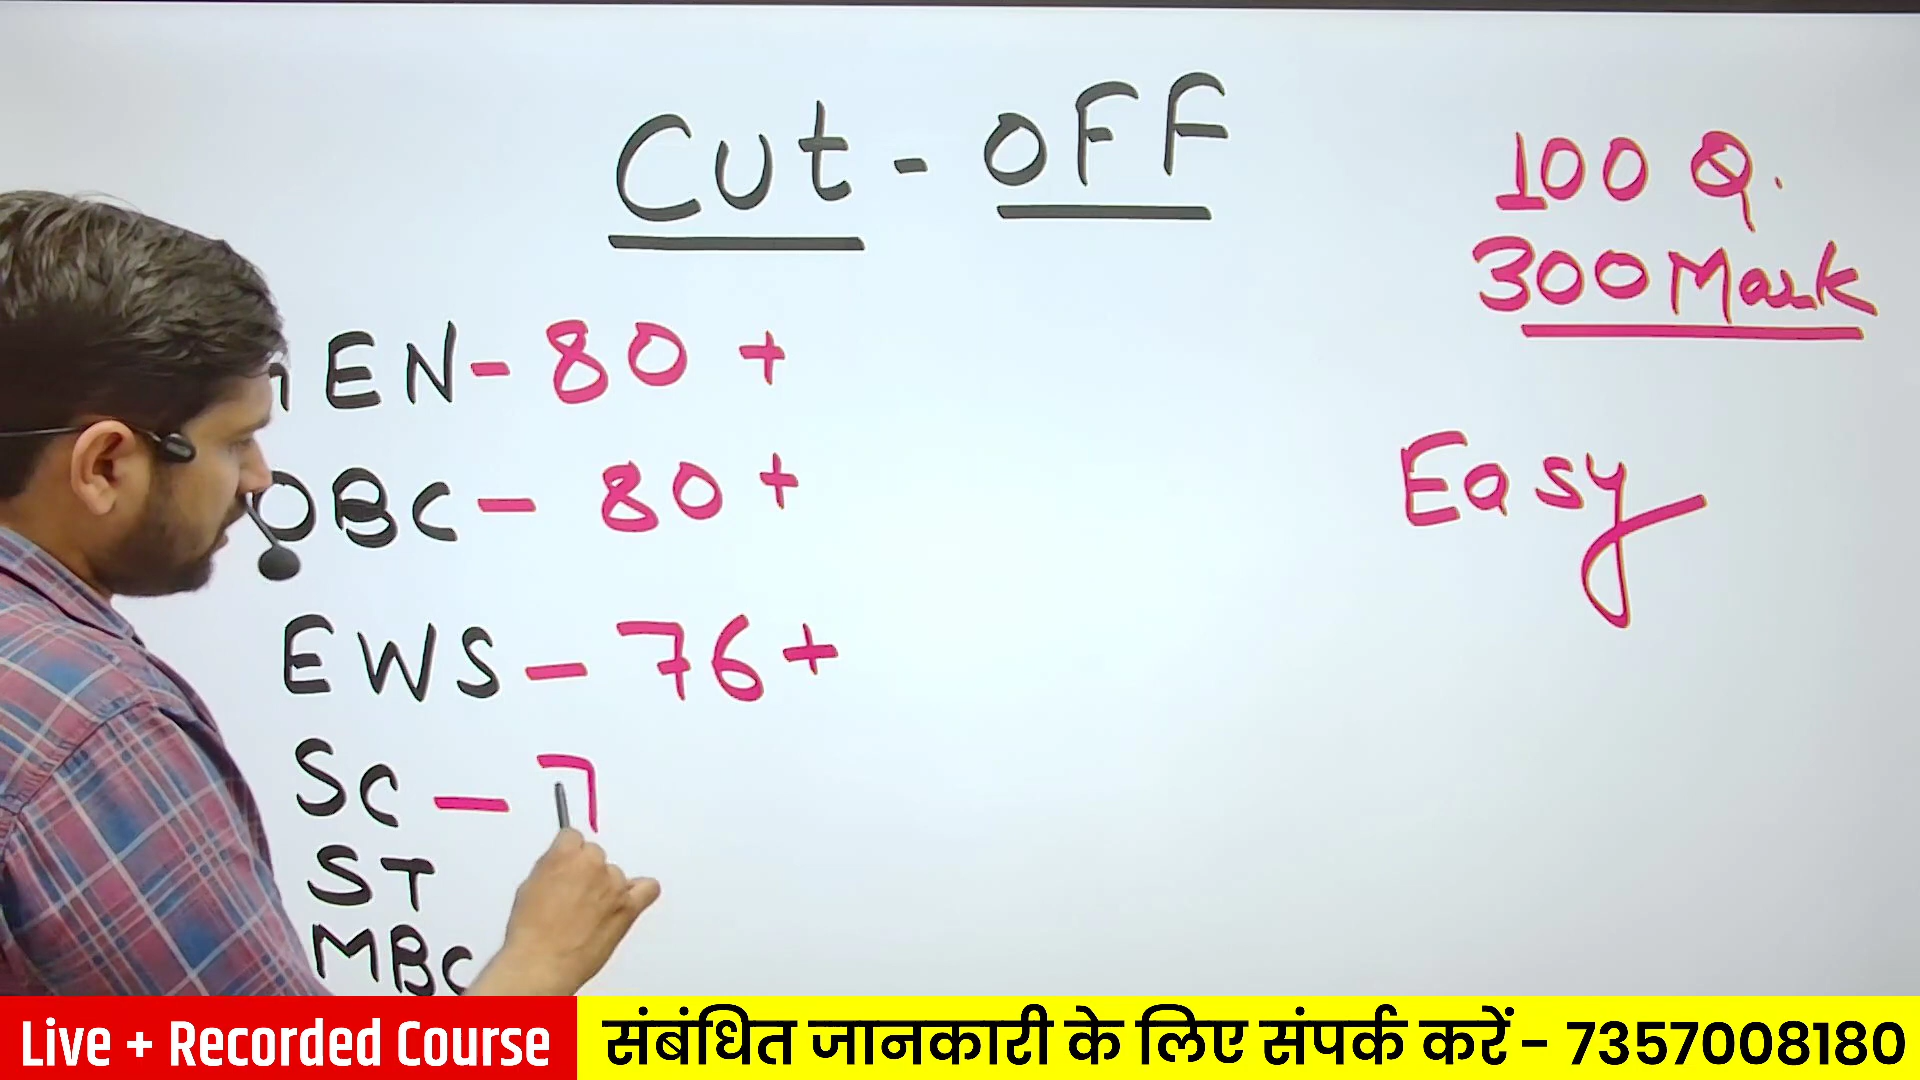 Cut - OFF
100 Q.
300 Mark
EN - 80 +
OBC - 80 +
Easy
EWS - 76 +
SC - 7
ST
MBC
Live + Recorded Course
संबंधित जानकारी के लिए संपर्क करें - 7357008180